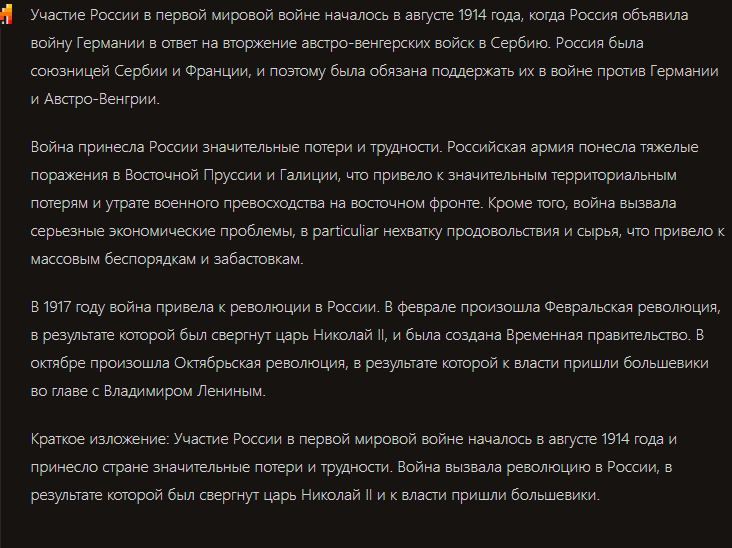 Участие России в первой мировой войне началось в августе 1914 года, когда Россия объявила
войну Германии в ответ на вторжение австро-венгерских войск в Сербию. Россия была
союзницей Сербии и Франции, и поэтому была обязана поддержать их в войне против Германии
и Австро-Венгрии.
Война принесла России значительные потери и трудности. Российская армия понесла тяжелые
поражения в Восточной Пруссии и Галиции, что привело к значительным территориальным
потерям и утрате военного превосходства на восточном фронте. Кроме того, война вызвала
серьезные экономические проблемы, в particuliar нехватку продовольствия и сырья, что привело к
массовым беспорядкам и забастовкам.
В 1917 году война привела к революции в России. В феврале произошла Февральская революция,
в результате которой был свергнут царь Николай II, и была создана Временная правительство. В
октябре произошла Октябрьская революция, в результате которой к власти пришли большевики
во главе с Владимиром Лениным.
Краткое изложение: Участие России в первой мировой войне началось в августе 1914 года и
принесло стране значительные потери и трудности. Война вызвала революцию в России, в
результате которой был свергнут царь Николай II и к власти пришли большевики.